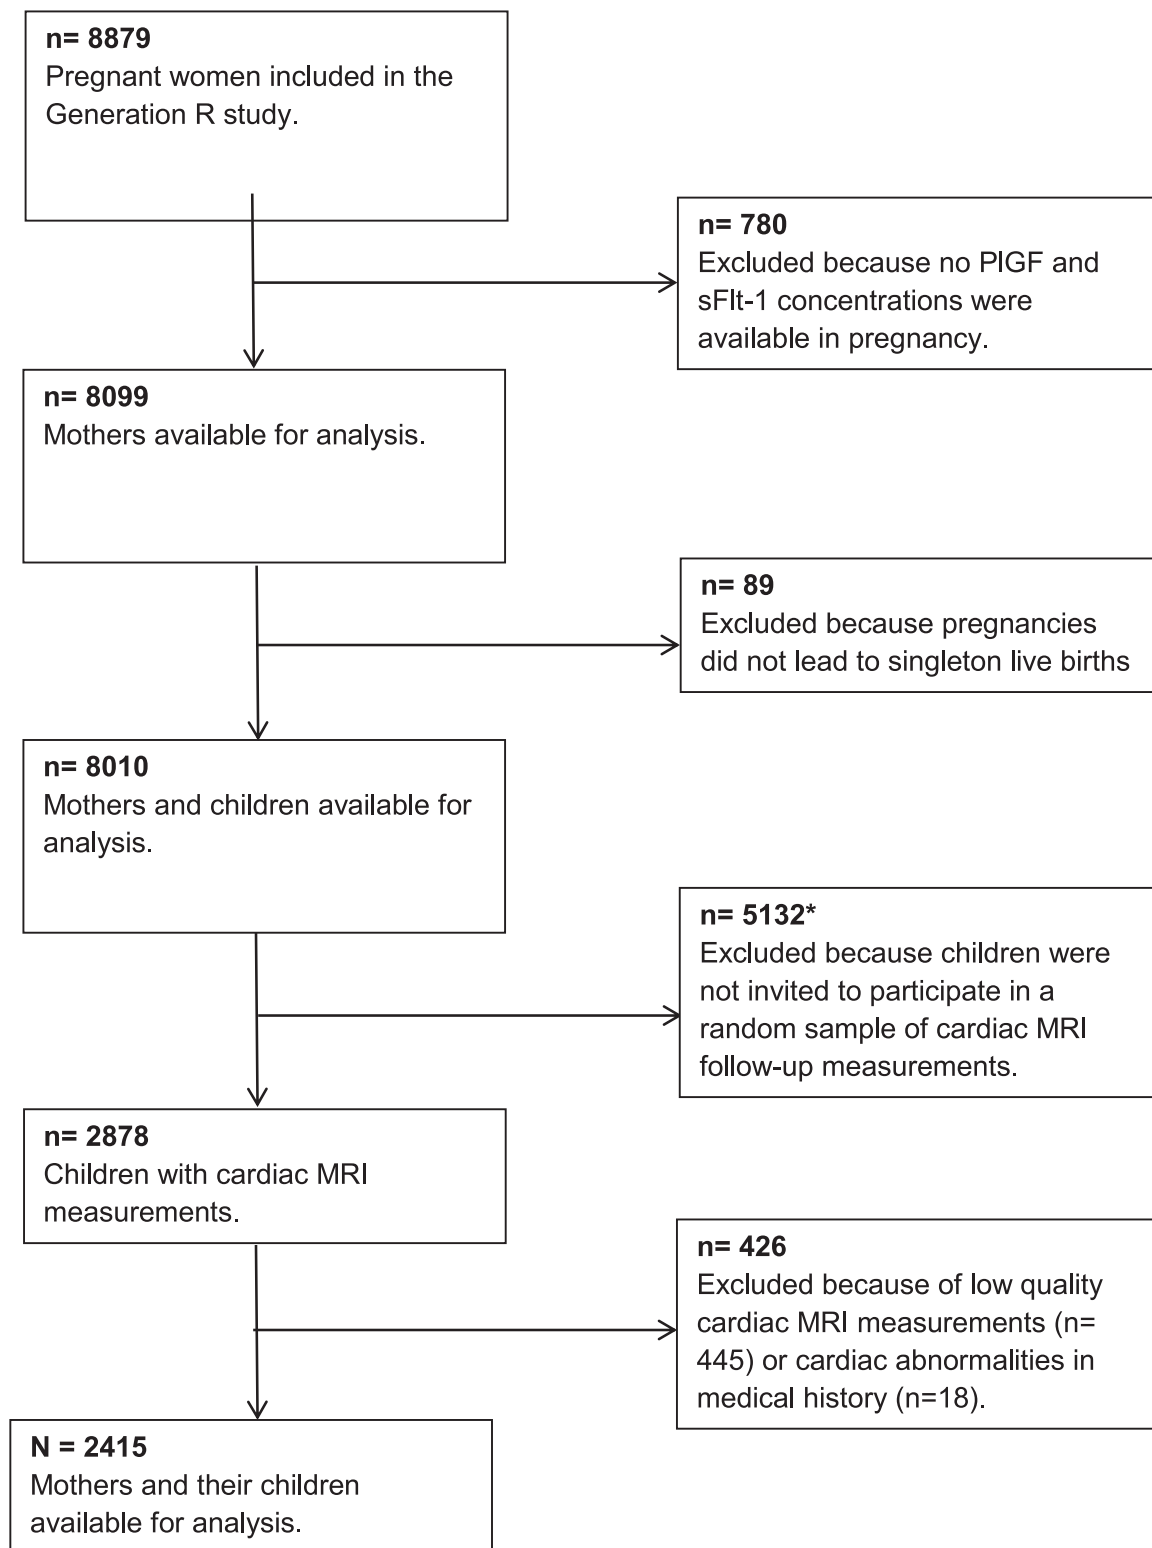 n= 8879
Pregnant women included in the
Generation R study.
n= 780
Excluded because no PlGF and
sFlt-1 concentrations were
available in pregnancy.
n= 8099
Mothers available for analysis.
n= 89
Excluded because pregnancies
did not lead to singleton live births
n= 8010
Mothers and children available for
analysis.
n= 5132*
Excluded because children were
not invited to participate in a
random sample of cardiac MRI
follow-up measurements.
n= 2878
Children with cardiac MRI
measurements.
n= 426
Excluded because of low quality
cardiac MRI measurements (n=
445) or cardiac abnormalities in
medical history (n=18).
N = 2415
Mothers and their children
available for analysis.